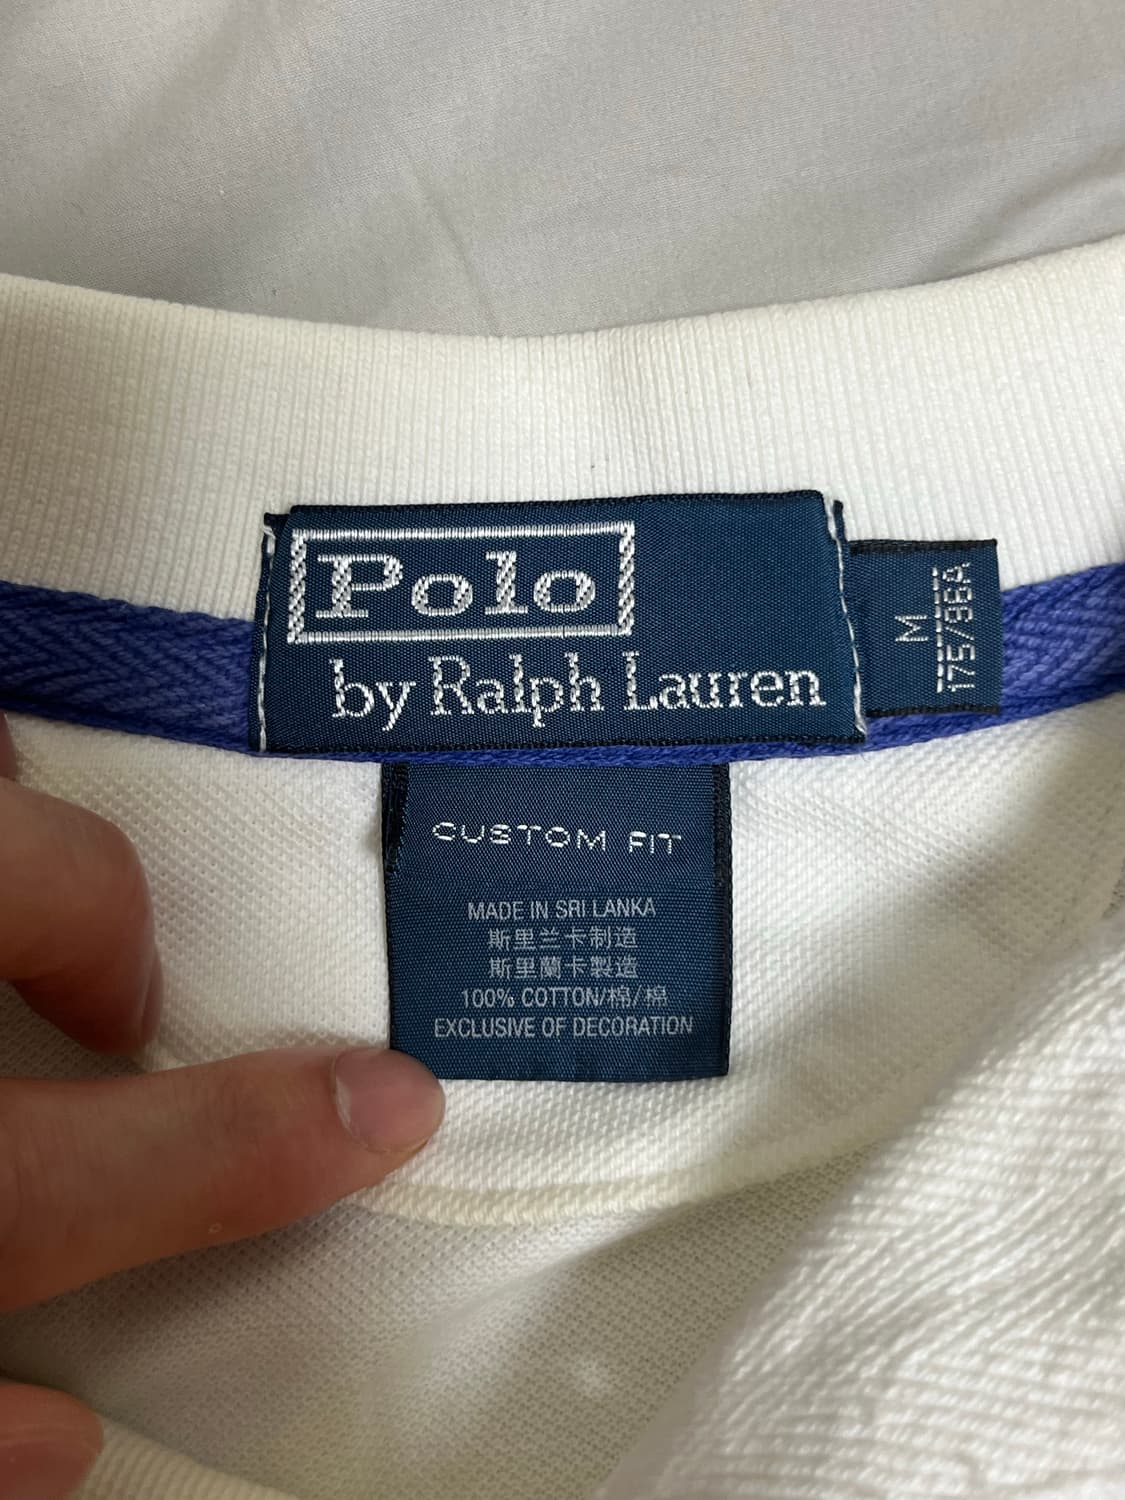 Polo
by Ralph Lauren
M
175/98A
CUSTOM FIT
MADE IN SRI LANKA
斯里兰卡制造
斯里蘭卡製造
100% COTTON/棉/棉
EXCLUSIVE OF DECORATION